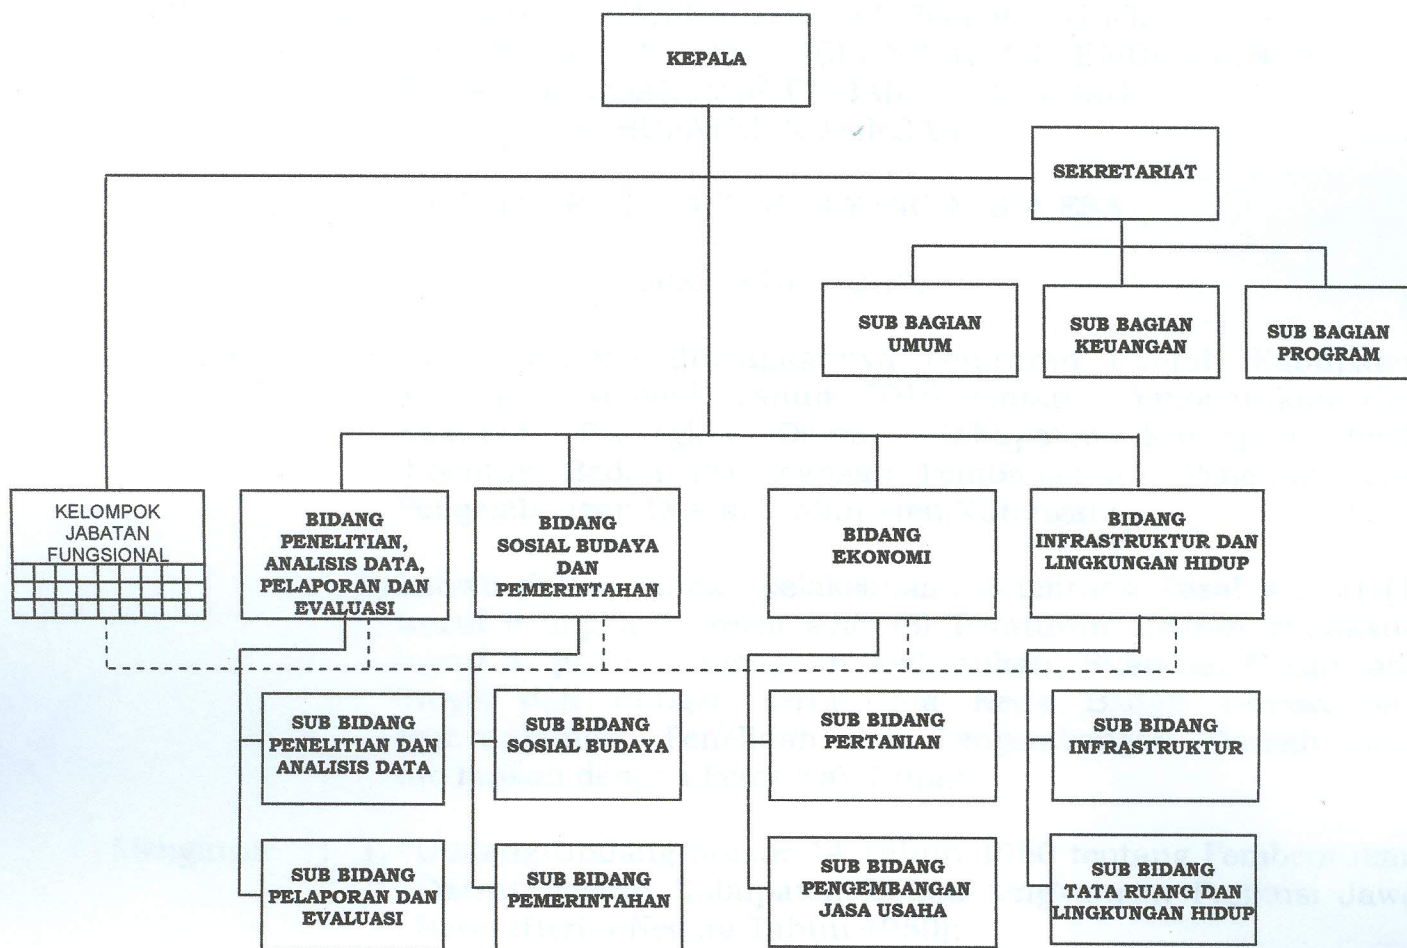 KEPALA
SEKRETARIAT
SUB BAGIAN
UMUM
SUB BAGIAN
KEUANGAN
SUB BAGIAN
PROGRAM
KELOMPOK
JABATAN
FUNGSIONAL
BIDANG
PENELITIAN,
ANALISIS DATA,
PELAPORAN DAN
EVALUASI
BIDANG
SOSIAL BUDAYA
DAN
PEMERINTAHAN
BIDANG
EKONOMI
BIDANG
INFRASTRUKTUR DAN
LINGKUNGAN HIDUP
SUB BIDANG
PENELITIAN DAN
ANALISIS DATA
SUB BIDANG
SOSIAL BUDAYA
SUB BIDANG
PERTANIAN
SUB BIDANG
INFRASTRUKTUR
SUB BIDANG
PELAPORAN DAN
EVALUASI
SUB BIDANG
PEMERINTAHAN
SUB BIDANG
PENGEMBANGAN
JASA USAHA
SUB BIDANG
TATA RUANG DAN
LINGKUNGAN HIDUP